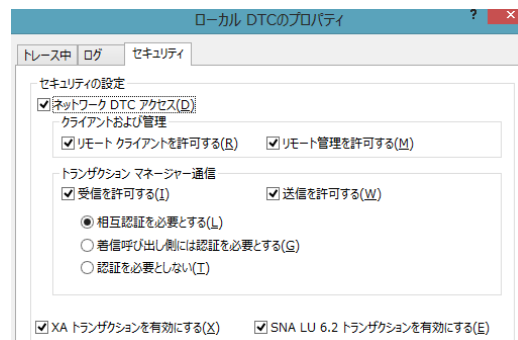 ローカル DTCのプロパティ ?
トレース中 ログ セキュリティ
セキュリティの設定
ネットワーク DTC アクセス(D)
クライアントおよび管理
リモート クライアントを許可する(R) リモート管理を許可する(M)
トランザクション マネージャー通信
受信を許可する(I) 送信を許可する(W)
相互認証を必要とする(L)
着信呼び出し側には認証を必要とする(G)
認証を必要としない(T)
XA トランザクションを有効にする(X) SNA LU 6.2 トランザクションを有効にする(E)